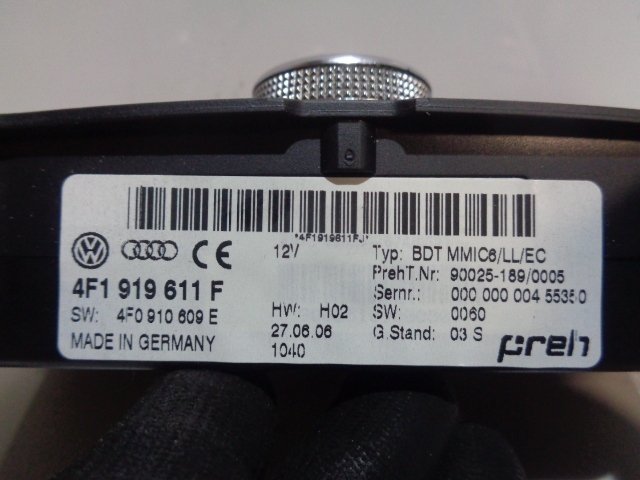 *4F1919611F*
VW CE 12V Typ: BDT MMIC6/LL/EC
PrehT.Nr: 90025-189/0005
4F1 919 611 F Sernr.: 000 000 004 55350
SW: 4F0 910 609 E HW: H02 SW: 0060
27.06.06 G.Stand: 03 S
MADE IN GERMANY 1040 preh